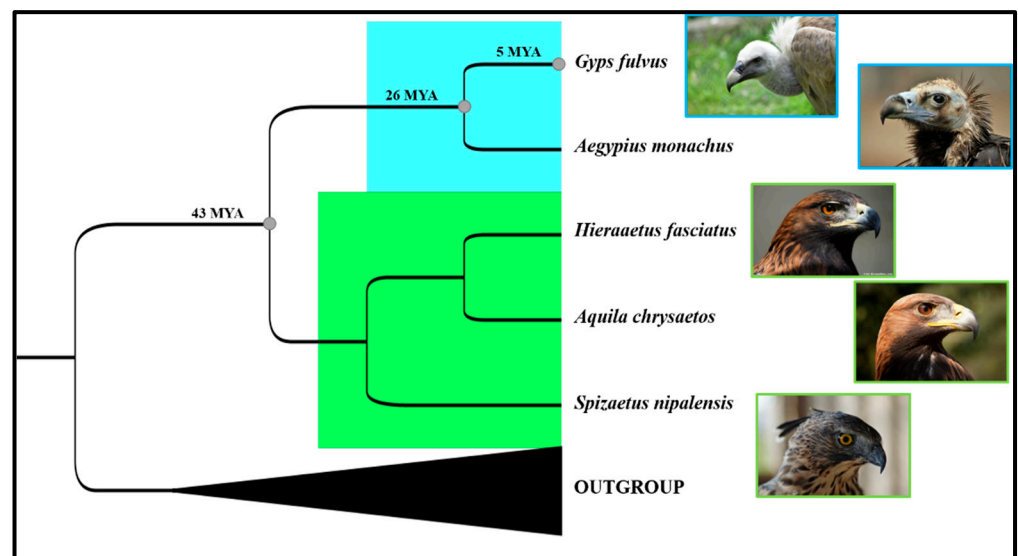 5 MYA
Gyps fulvus
26 MYA
Aegypius monachus
43 MYA
Hieraaetus fasciatus
Aquila chrysaetos
Spizaetus nipalensis
OUTGROUP